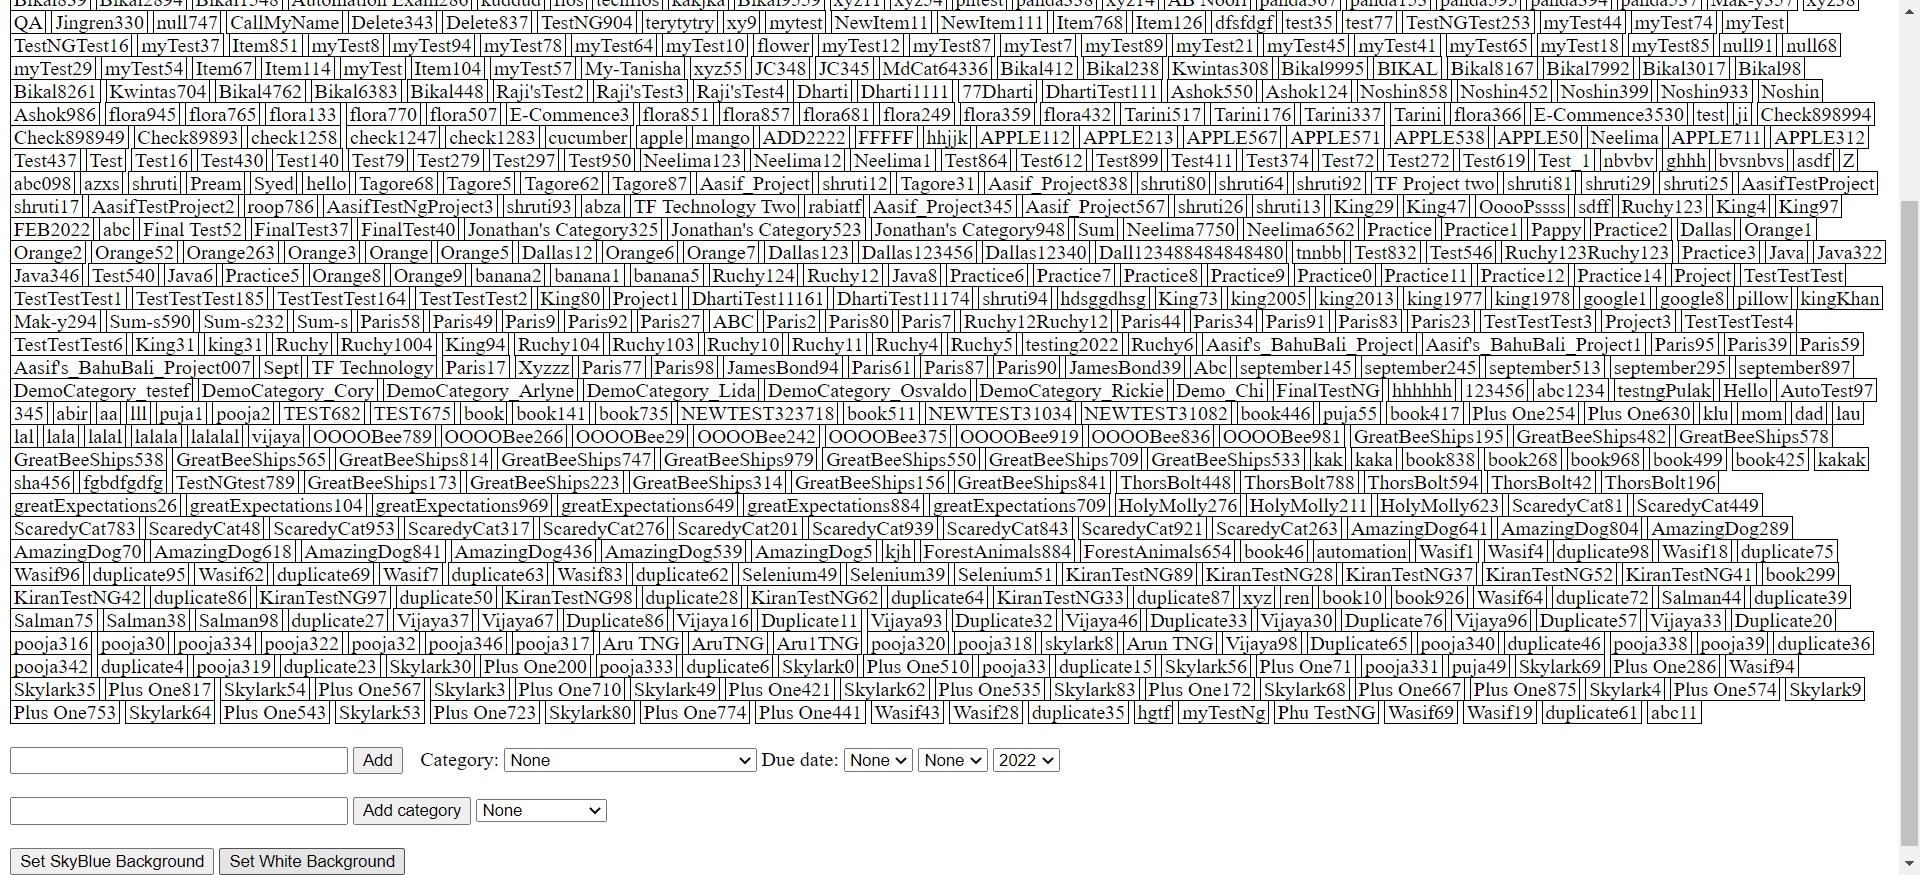 QA Jingren330 null747 CallMyName Delete343 Delete837 TestNG904 terytytry xy9 mytest NewItem11 NewItem111 Item768 Item126 dfsfdgf test35 test77 TestNGTest253 myTest44 myTest74 myTest
TestNGTest16 myTest37 Item851 myTest8 myTest94 myTest78 myTest64 myTest10 flower myTest12 myTest87 myTest7 myTest89 myTest21 myTest45 myTest41 myTest65 myTest18 myTest85 null91 null68
myTest29 myTest54 Item67 Item114 myTest Item104 myTest57 My-Tanisha xyz55 JC348 JC345 MdCat64336 Bikal412 Bikal238 Kwintas308 Bikal9995 BIKAL Bikal8167 Bikal7992 Bikal3017 Bikal98
Bikal8261 Kwintas704 Bikal4762 Bikal6383 Bikal448 Raji'sTest2 Raji'sTest3 Raji'sTest4 Dharti Dharti1111 77Dharti DhartiTest111 Ashok550 Ashok124 Noshin858 Noshin452 Noshin399 Noshin933 Noshin
Ashok986 flora945 flora765 flora133 flora770 flora507 E-Commence3 flora851 flora857 flora681 flora249 flora359 flora432 Tarini517 Tarini176 Tarini337 Tarini flora366 E-Commence3530 test ji Check898994
Check898949 Check89893 check1258 check1247 check1283 cucumber apple mango ADD2222 FFFFF hhjjk APPLE112 APPLE213 APPLE567 APPLE571 APPLE538 APPLE50 Neelima APPLE711 APPLE312
Test437 Test Test16 Test430 Test140 Test79 Test279 Test297 Test950 Neelima123 Neelima12 Neelima1 Test864 Test612 Test899 Test411 Test374 Test72 Test272 Test619 Test_1 nbvbv ghhh bvsnbvs asdf Z
abc098 azxs shruti Pream Syed hello Tagore68 Tagore5 Tagore62 Tagore87 Aasif_Project shruti12 Tagore31 Aasif_Project838 shruti80 shruti64 shruti92 TF Project two shruti81 shruti29 shruti25 AasifTestProject
shruti17 AasifTestProject2 roop786 AasifTestNgProject3 shruti93 abza TF Technology Two rabiatf Aasif_Project345 Aasif_Project567 shruti26 shruti13 King29 King47 OoooPssss sdff Ruchy123 King4 King97
FEB2022 abc Final Test52 FinalTest37 FinalTest40 Jonathan's Category325 Jonathan's Category523 Jonathan's Category948 Sum Neelima7750 Neelima6562 Practice Practice1 Pappy Practice2 Dallas Orange1
Orange2 Orange52 Orange263 Orange3 Orange Orange5 Dallas12 Orange6 Orange7 Dallas123 Dallas123456 Dallas12340 Dall123488484848480 tnnbb Test832 Test546 Ruchy123Ruchy123 Practice3 Java Java322
Java346 Test540 Java6 Practice5 Orange8 Orange9 banana2 banana1 banana5 Ruchy124 Ruchy12 Java8 Practice6 Practice7 Practice8 Practice9 Practice0 Practice11 Practice12 Practice14 Project TestTestTest
TestTestTest1 TestTestTest185 TestTestTest164 TestTestTest2 King80 Project1 DhartiTest11161 DhartiTest11174 shruti94 hdsggdhsg King73 king2005 king2013 king1977 king1978 google1 google8 pillow kingKhan
Mak-y294 Sum-s590 Sum-s232 Sum-s Paris58 Paris49 Paris9 Paris92 Paris27 ABC Paris2 Paris80 Paris7 Ruchy12Ruchy12 Paris44 Paris34 Paris91 Paris83 Paris23 TestTestTest3 Project3 TestTestTest4
TestTestTest6 King31 king31 Ruchy Ruchy1004 King94 Ruchy104 Ruchy103 Ruchy10 Ruchy11 Ruchy4 Ruchy5 testing2022 Ruchy6 Aasif's_BahuBali_Project Aasif's_BahuBali_Project1 Paris95 Paris39 Paris59
Aasif's_BahuBali_Project007 Sept TF Technology Paris17 Xyzzz Paris77 Paris98 JamesBond94 Paris61 Paris87 Paris90 JamesBond39 Abc september145 september245 september513 september295 september897
DemoCategory_testef DemoCategory_Cory DemoCategory_Arlyne DemoCategory_Lida DemoCategory_Osvaldo DemoCategory_Rickie Demo_Chi FinalTestNG hhhhhh 123456 abc1234 testngPulak Hello AutoTest97
345 abir aa lll puja1 pooja2 TEST682 TEST675 book book141 book735 NEWTEST323718 book511 NEWTEST31034 NEWTEST31082 book446 puja55 book417 Plus One254 Plus One630 klu mom dad lau
lal lala lalal lalala lalalal vijaya OOOOBee789 OOOOBee266 OOOOBee29 OOOOBee242 OOOOBee375 OOOOBee919 OOOOBee836 OOOOBee981 GreatBeeShips195 GreatBeeShips482 GreatBeeShips578
GreatBeeShips538 GreatBeeShips565 GreatBeeShips814 GreatBeeShips747 GreatBeeShips979 GreatBeeShips550 GreatBeeShips709 GreatBeeShips533 kak kaka book838 book268 book968 book499 book425 kakak
sha456 fgbdfgdfg TestNGtest789 GreatBeeShips173 GreatBeeShips223 GreatBeeShips314 GreatBeeShips156 GreatBeeShips841 ThorsBolt448 ThorsBolt788 ThorsBolt594 ThorsBolt42 ThorsBolt196
greatExpectations26 greatExpectations104 greatExpectations969 greatExpectations649 greatExpectations884 greatExpectations709 HolyMolly276 HolyMolly211 HolyMolly623 ScaredyCat81 ScaredyCat449
ScaredyCat783 ScaredyCat48 ScaredyCat953 ScaredyCat317 ScaredyCat276 ScaredyCat201 ScaredyCat939 ScaredyCat843 ScaredyCat921 ScaredyCat263 AmazingDog641 AmazingDog804 AmazingDog289
AmazingDog70 AmazingDog618 AmazingDog841 AmazingDog436 AmazingDog539 AmazingDog5 kjh ForestAnimals884 ForestAnimals654 book46 automation Wasif1 Wasif4 duplicate98 Wasif18 duplicate75
Wasif96 duplicate95 Wasif62 duplicate69 Wasif7 duplicate63 Wasif83 duplicate62 Selenium49 Selenium39 Selenium51 KiranTestNG89 KiranTestNG28 KiranTestNG37 KiranTestNG52 KiranTestNG41 book299
KiranTestNG42 duplicate86 KiranTestNG97 duplicate50 KiranTestNG98 duplicate28 KiranTestNG62 duplicate64 KiranTestNG33 duplicate87 xyz ren book10 book926 Wasif64 duplicate72 Salman44 duplicate39
Salman75 Salman38 Salman98 duplicate27 Vijaya37 Vijaya67 Duplicate86 Vijaya16 Duplicate11 Vijaya93 Duplicate32 Vijaya46 Duplicate33 Vijaya30 Duplicate76 Vijaya96 Duplicate57 Vijaya33 Duplicate20
pooja316 pooja30 pooja334 pooja322 pooja32 pooja346 pooja317 Aru TNG AruTNG Aru1TNG pooja320 pooja318 skylark8 Arun TNG Vijaya98 Duplicate65 pooja340 duplicate46 pooja338 pooja39 duplicate36
pooja342 duplicate4 pooja319 duplicate23 Skylark30 Plus One200 pooja333 duplicate6 Skylark0 Plus One510 pooja33 duplicate15 Skylark56 Plus One71 pooja331 puja49 Skylark69 Plus One286 Wasif94
Skylark35 Plus One817 Skylark54 Plus One567 Skylark3 Plus One710 Skylark49 Plus One421 Skylark62 Plus One535 Skylark83 Plus One172 Skylark68 Plus One667 Plus One875 Skylark4 Plus One574 Skylark9
Plus One753 Skylark64 Plus One543 Skylark53 Plus One723 Skylark80 Plus One774 Plus One441 Wasif43 Wasif28 duplicate35 hgtf myTestNg Phu TestNG Wasif69 Wasif19 duplicate61 abc11
Add Category: None Due date: None None 2022
Add category None
Set SkyBlue Background Set White Background